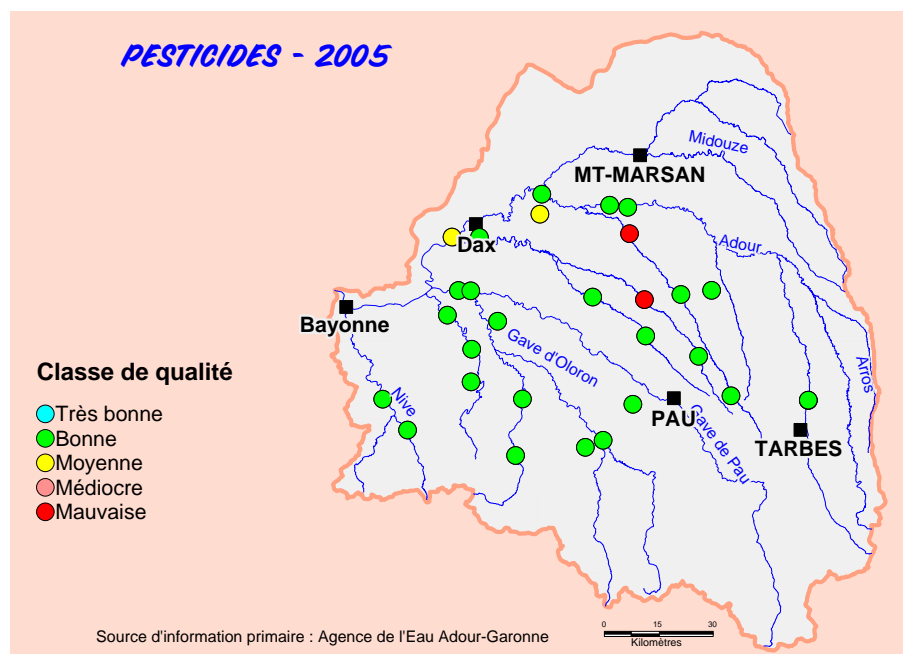 PESTICIDES - 2005
Midouze
MT-MARSAN
Adour
Dax
Bayonne
Gave d'Oloron
Arros
Classe de qualité
Nive
PAU
Gave de Pau
TARBES
Très bonne
Bonne
Moyenne
Médiocre
Mauvaise
Source d'information primaire : Agence de l'Eau Adour-Garonne
0 15 30
Kilomètres